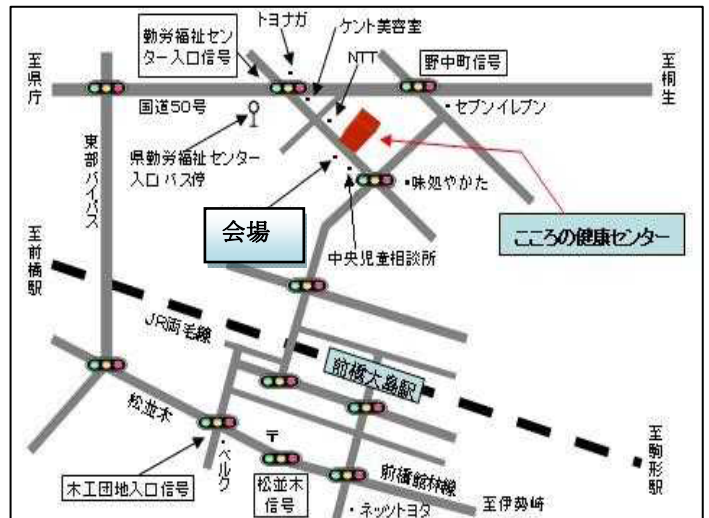 トヨナガ
勤労福祉セン
ター入口信号
ケント美容室
NTT
野中町信号
至県庁
至桐生
国道50号
セブンイレブン
東部バイパス
県勤労福祉センター
入口バス停
味処やかた
会場
こころの健康センター
中央児童相談所
至前橋駅
JR両毛線
前橋大島駅
松並木
至駒形駅
〒
ベルク
木工団地入口信号
松並木
信号
前橋館林線
至伊勢崎
ネッツトヨタ